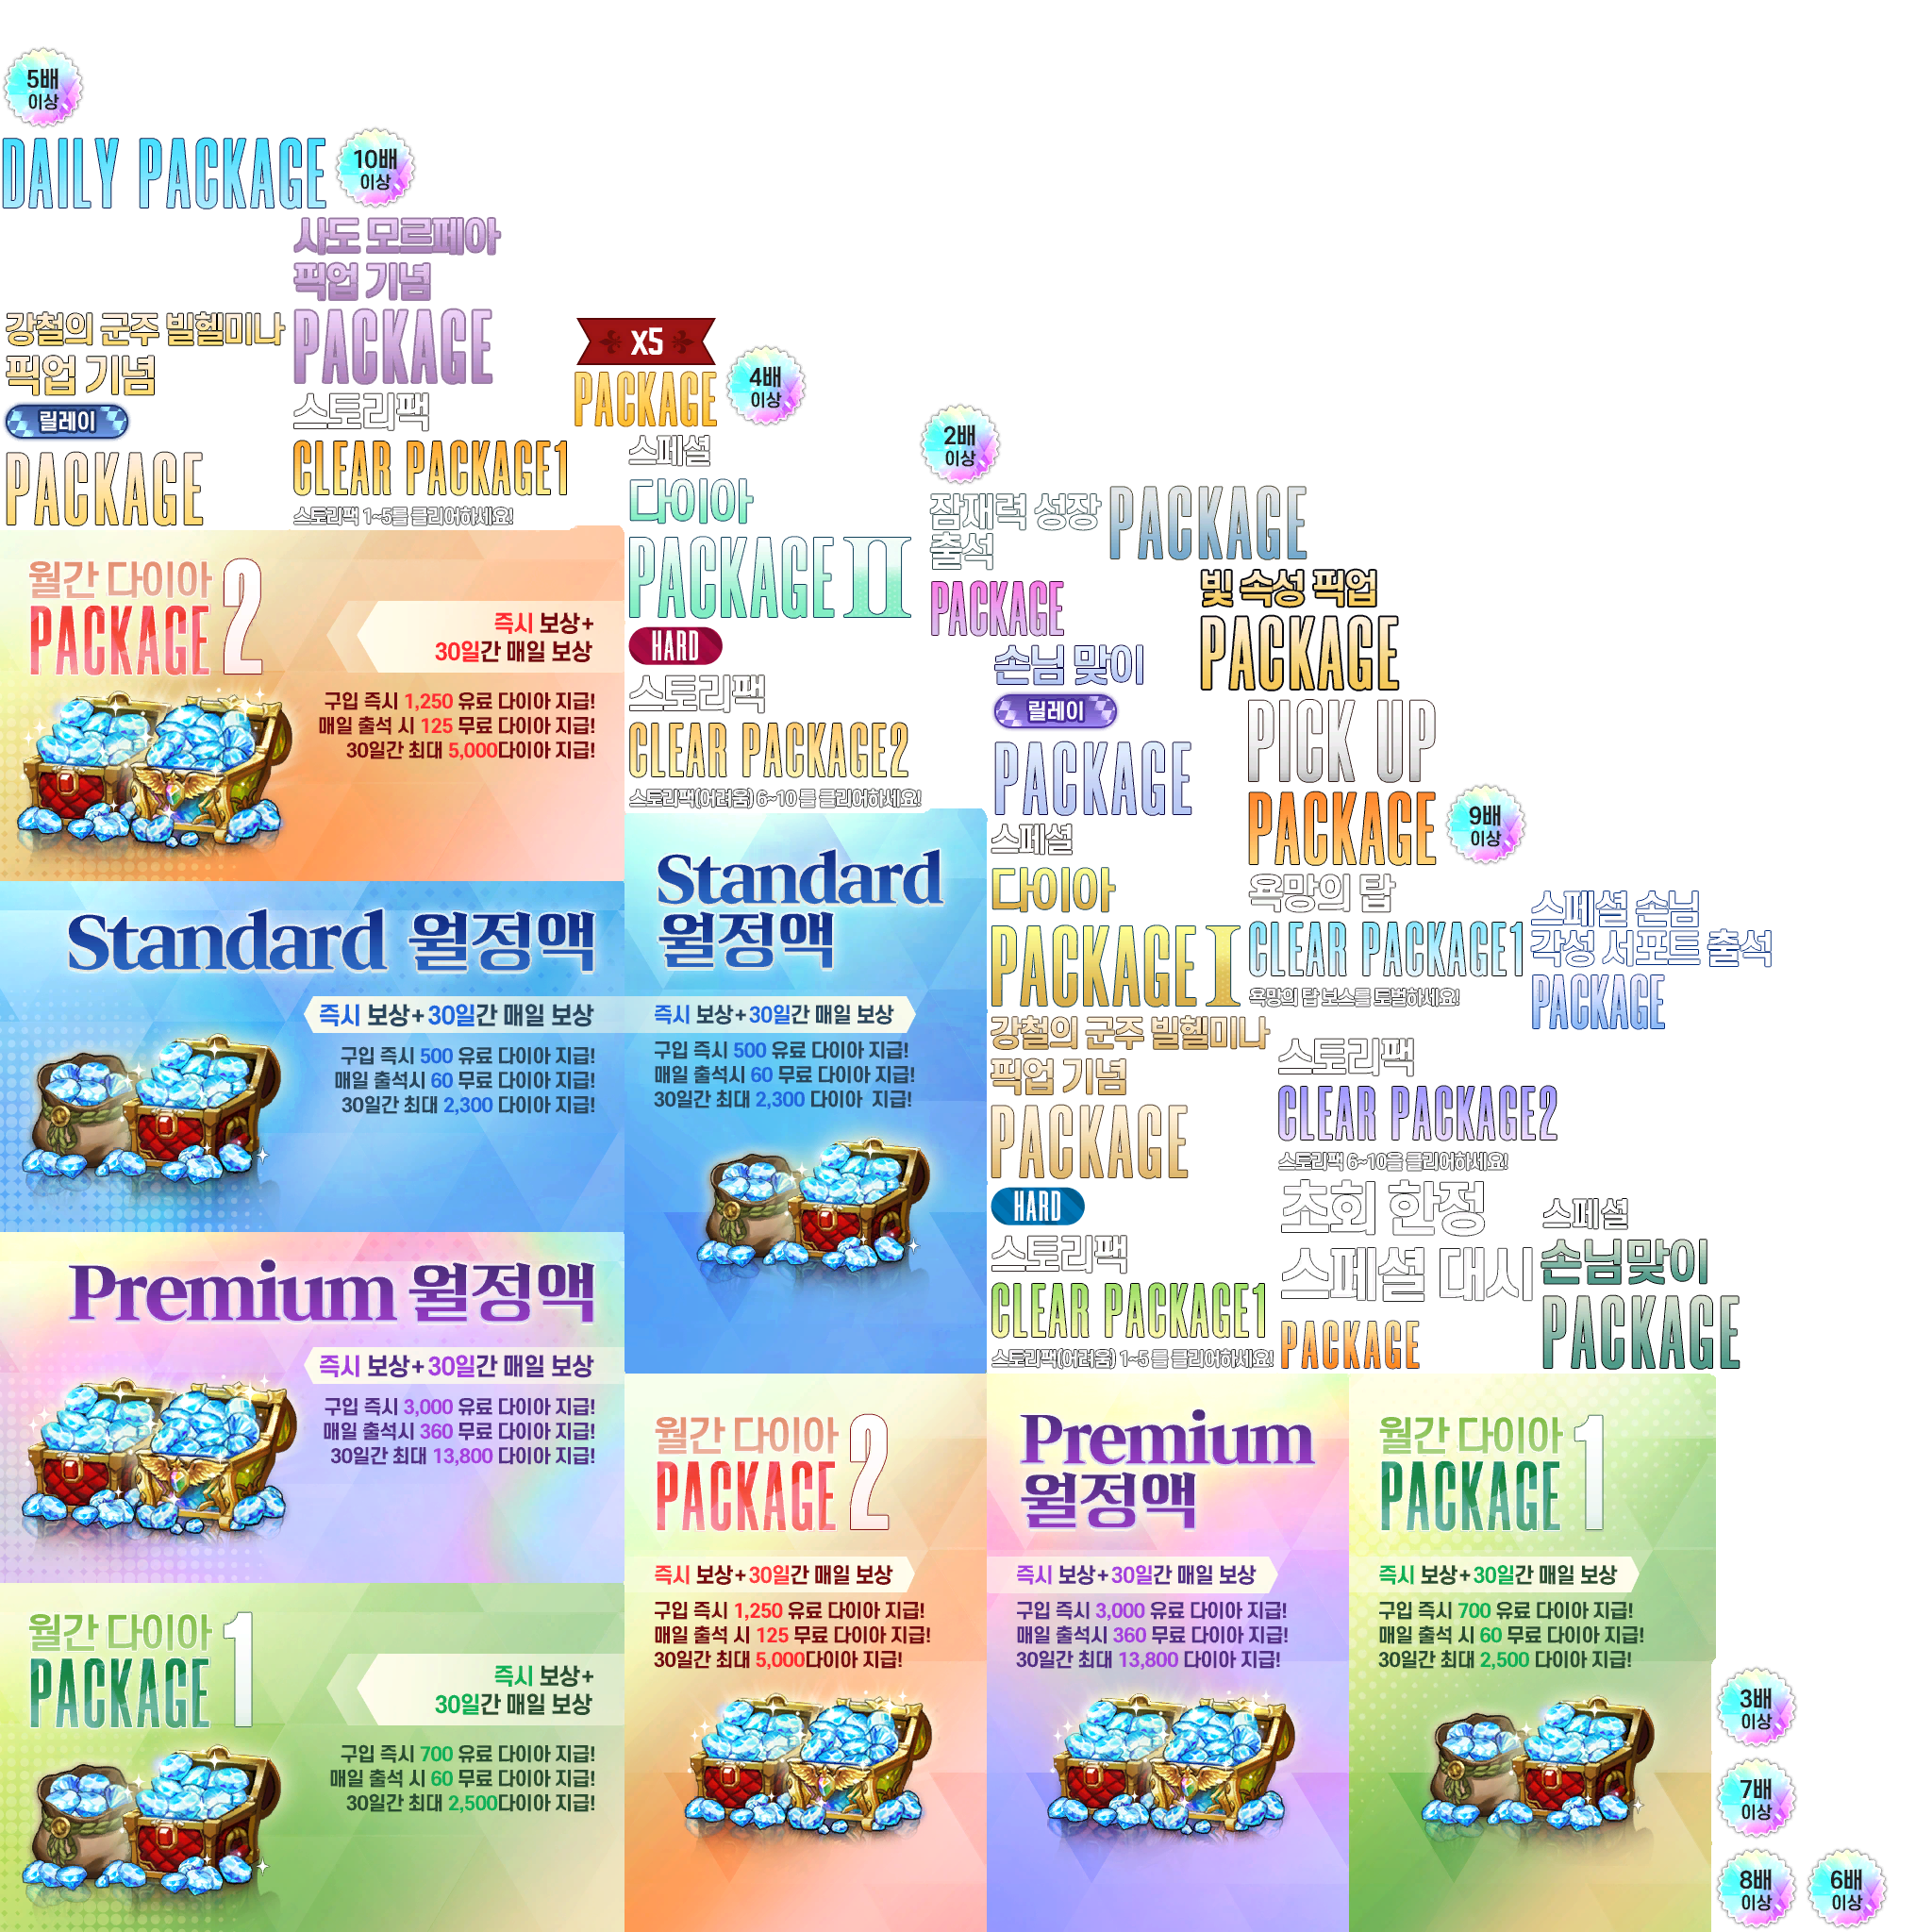 5배
이상
DAILY PACKAGE
10배
이상
사도 모르페아
픽업 기념
PACKAGE
강철의 군주 빌헬미나
픽업 기념
릴레이
PACKAGE
스토리팩
CLEAR PACKAGE1
스토리팩 1~5를 클리어하세요!
x5
PACKAGE
4배
이상
스페셜
다이아
PACKAGE II
HARD
스토리팩
CLEAR PACKAGE2
스토리팩(어려움) 6~10 를 클리어하세요!
2배
이상
잠재력 성장
출석
PACKAGE
PACKAGE
빛 속성 픽업
PACKAGE
손님 맞이
릴레이
PACKAGE
PICK UP
PACKAGE
9배
이상
스페셜
다이아
PACKAGE I
욕망의 탑
CLEAR PACKAGE1
욕망의 탑 보스를 토벌하세요!
스페셜 손님
각성 서포트 출석
PACKAGE
강철의 군주 빌헬미나
픽업 기념
PACKAGE
스토리팩
CLEAR PACKAGE2
스토리팩 6~10을 클리어하세요!
HARD
스토리팩
CLEAR PACKAGE1
스토리팩(어려움) 1~5 를 클리어하세요!
초회 한정
스페셜 대시
PACKAGE
스페셜
손님맞이
PACKAGE
월간 다이아
PACKAGE 2
즉시 보상+
30일간 매일 보상
구입 즉시 1,250 유료 다이아 지급!
매일 출석 시 125 무료 다이아 지급!
30일간 최대 5,000다이아 지급!
Standard 월정액
즉시 보상+30일간 매일 보상
구입 즉시 500 유료 다이아 지급!
매일 출석시 60 무료 다이아 지급!
30일간 최대 2,300 다이아 지급!
Standard
월정액
즉시 보상+30일간 매일 보상
구입 즉시 500 유료 다이아 지급!
매일 출석시 60 무료 다이아 지급!
30일간 최대 2,300 다이아 지급!
Premium 월정액
즉시 보상+30일간 매일 보상
구입 즉시 3,000 유료 다이아 지급!
매일 출석시 360 무료 다이아 지급!
30일간 최대 13,800 다이아 지급!
월간 다이아
PACKAGE 1
즉시 보상+
30일간 매일 보상
구입 즉시 700 유료 다이아 지급!
매일 출석 시 60 무료 다이아 지급!
30일간 최대 2,500다이아 지급!
월간 다이아
PACKAGE 2
즉시 보상+30일간 매일 보상
구입 즉시 1,250 유료 다이아 지급!
매일 출석 시 125 무료 다이아 지급!
30일간 최대 5,000다이아 지급!
Premium
월정액
즉시 보상+30일간 매일 보상
구입 즉시 3,000 유료 다이아 지급!
매일 출석시 360 무료 다이아 지급!
30일간 최대 13,800 다이아 지급!
월간 다이아
PACKAGE 1
즉시 보상+30일간 매일 보상
구입 즉시 700 유료 다이아 지급!
매일 출석 시 60 무료 다이아 지급!
30일간 최대 2,500 다이아 지급!
3배
이상
7배
이상
8배
이상
6배
이상